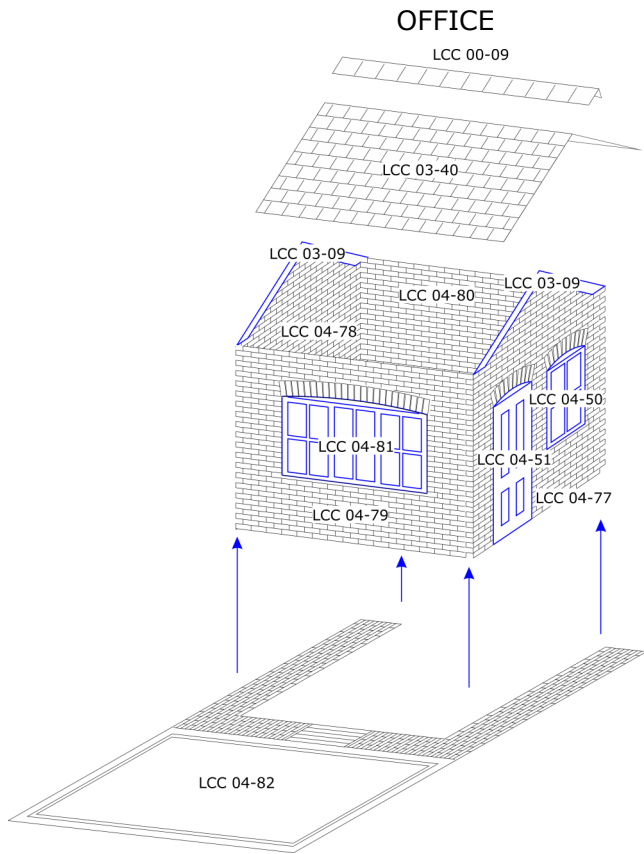 OFFICE
LCC 00-09
LCC 03-40
LCC 03-09
LCC 03-09
LCC 04-80
LCC 04-78
LCC 04-50
LCC 04-81
LCC 04-51
LCC 04-77
LCC 04-79
LCC 04-82